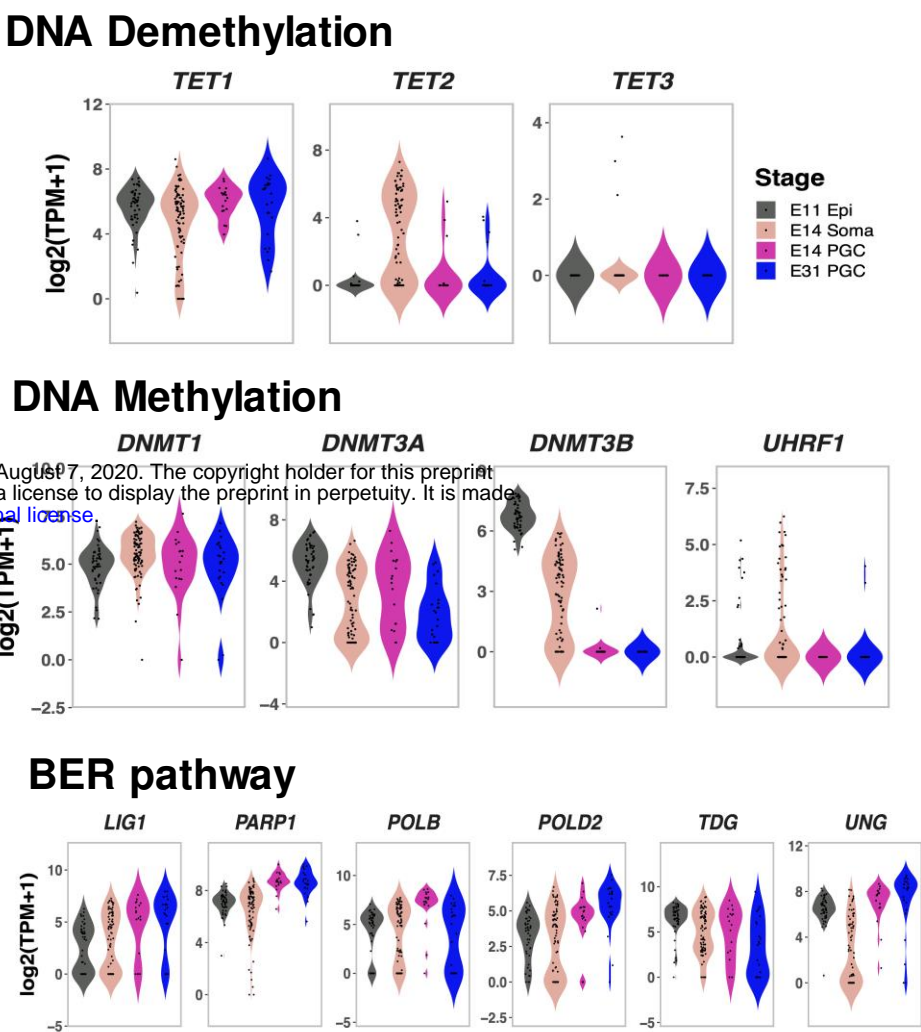 DNA Demethylation
TET1 TET2 TET3
log2(TPM+1)
12
8
4
0
8
4
0
4
2
0
Stage
E11 Epi
E14 Soma
E14 PGC
E31 PGC
DNA Methylation
DNMT1 DNMT3A DNMT3B UHRF1
August 7, 2020. The copyright holder for this preprint
a license to display the preprint in perpetuity. It is made
nal license.
log2(TPM+1)
5.0
2.5
0.0
−2.5
8
4
0
−4
6
3
0
7.5
5.0
2.5
0.0
BER pathway
LIG1 PARP1 POLB POLD2 TDG UNG
log2(TPM+1)
10
5
0
−5
8
4
0
10
5
0
−5
7.5
5.0
2.5
0.0
−2.5
10
5
0
−5
12
8
4
0